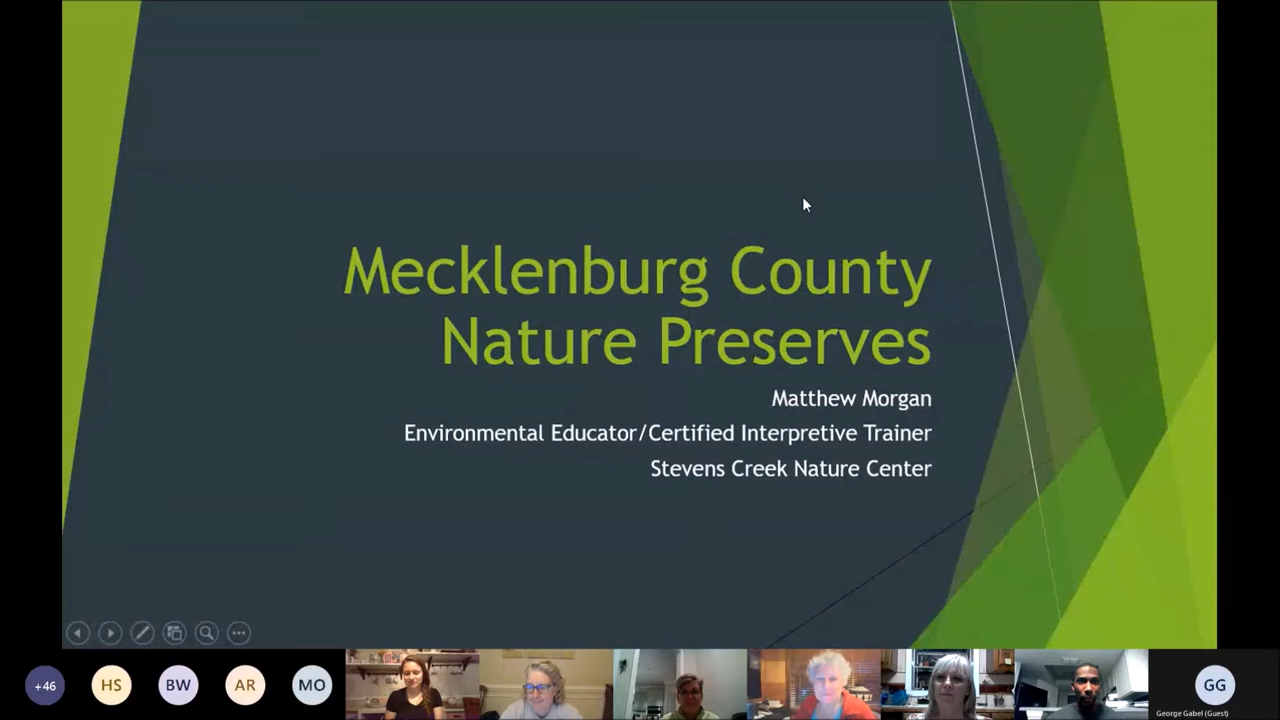 Mecklenburg County
Nature Preserves
Matthew Morgan
Environmental Educator/Certified Interpretive Trainer
Stevens Creek Nature Center
+46
HS
BW
AR
MO
GG
George Gabel (Guest)